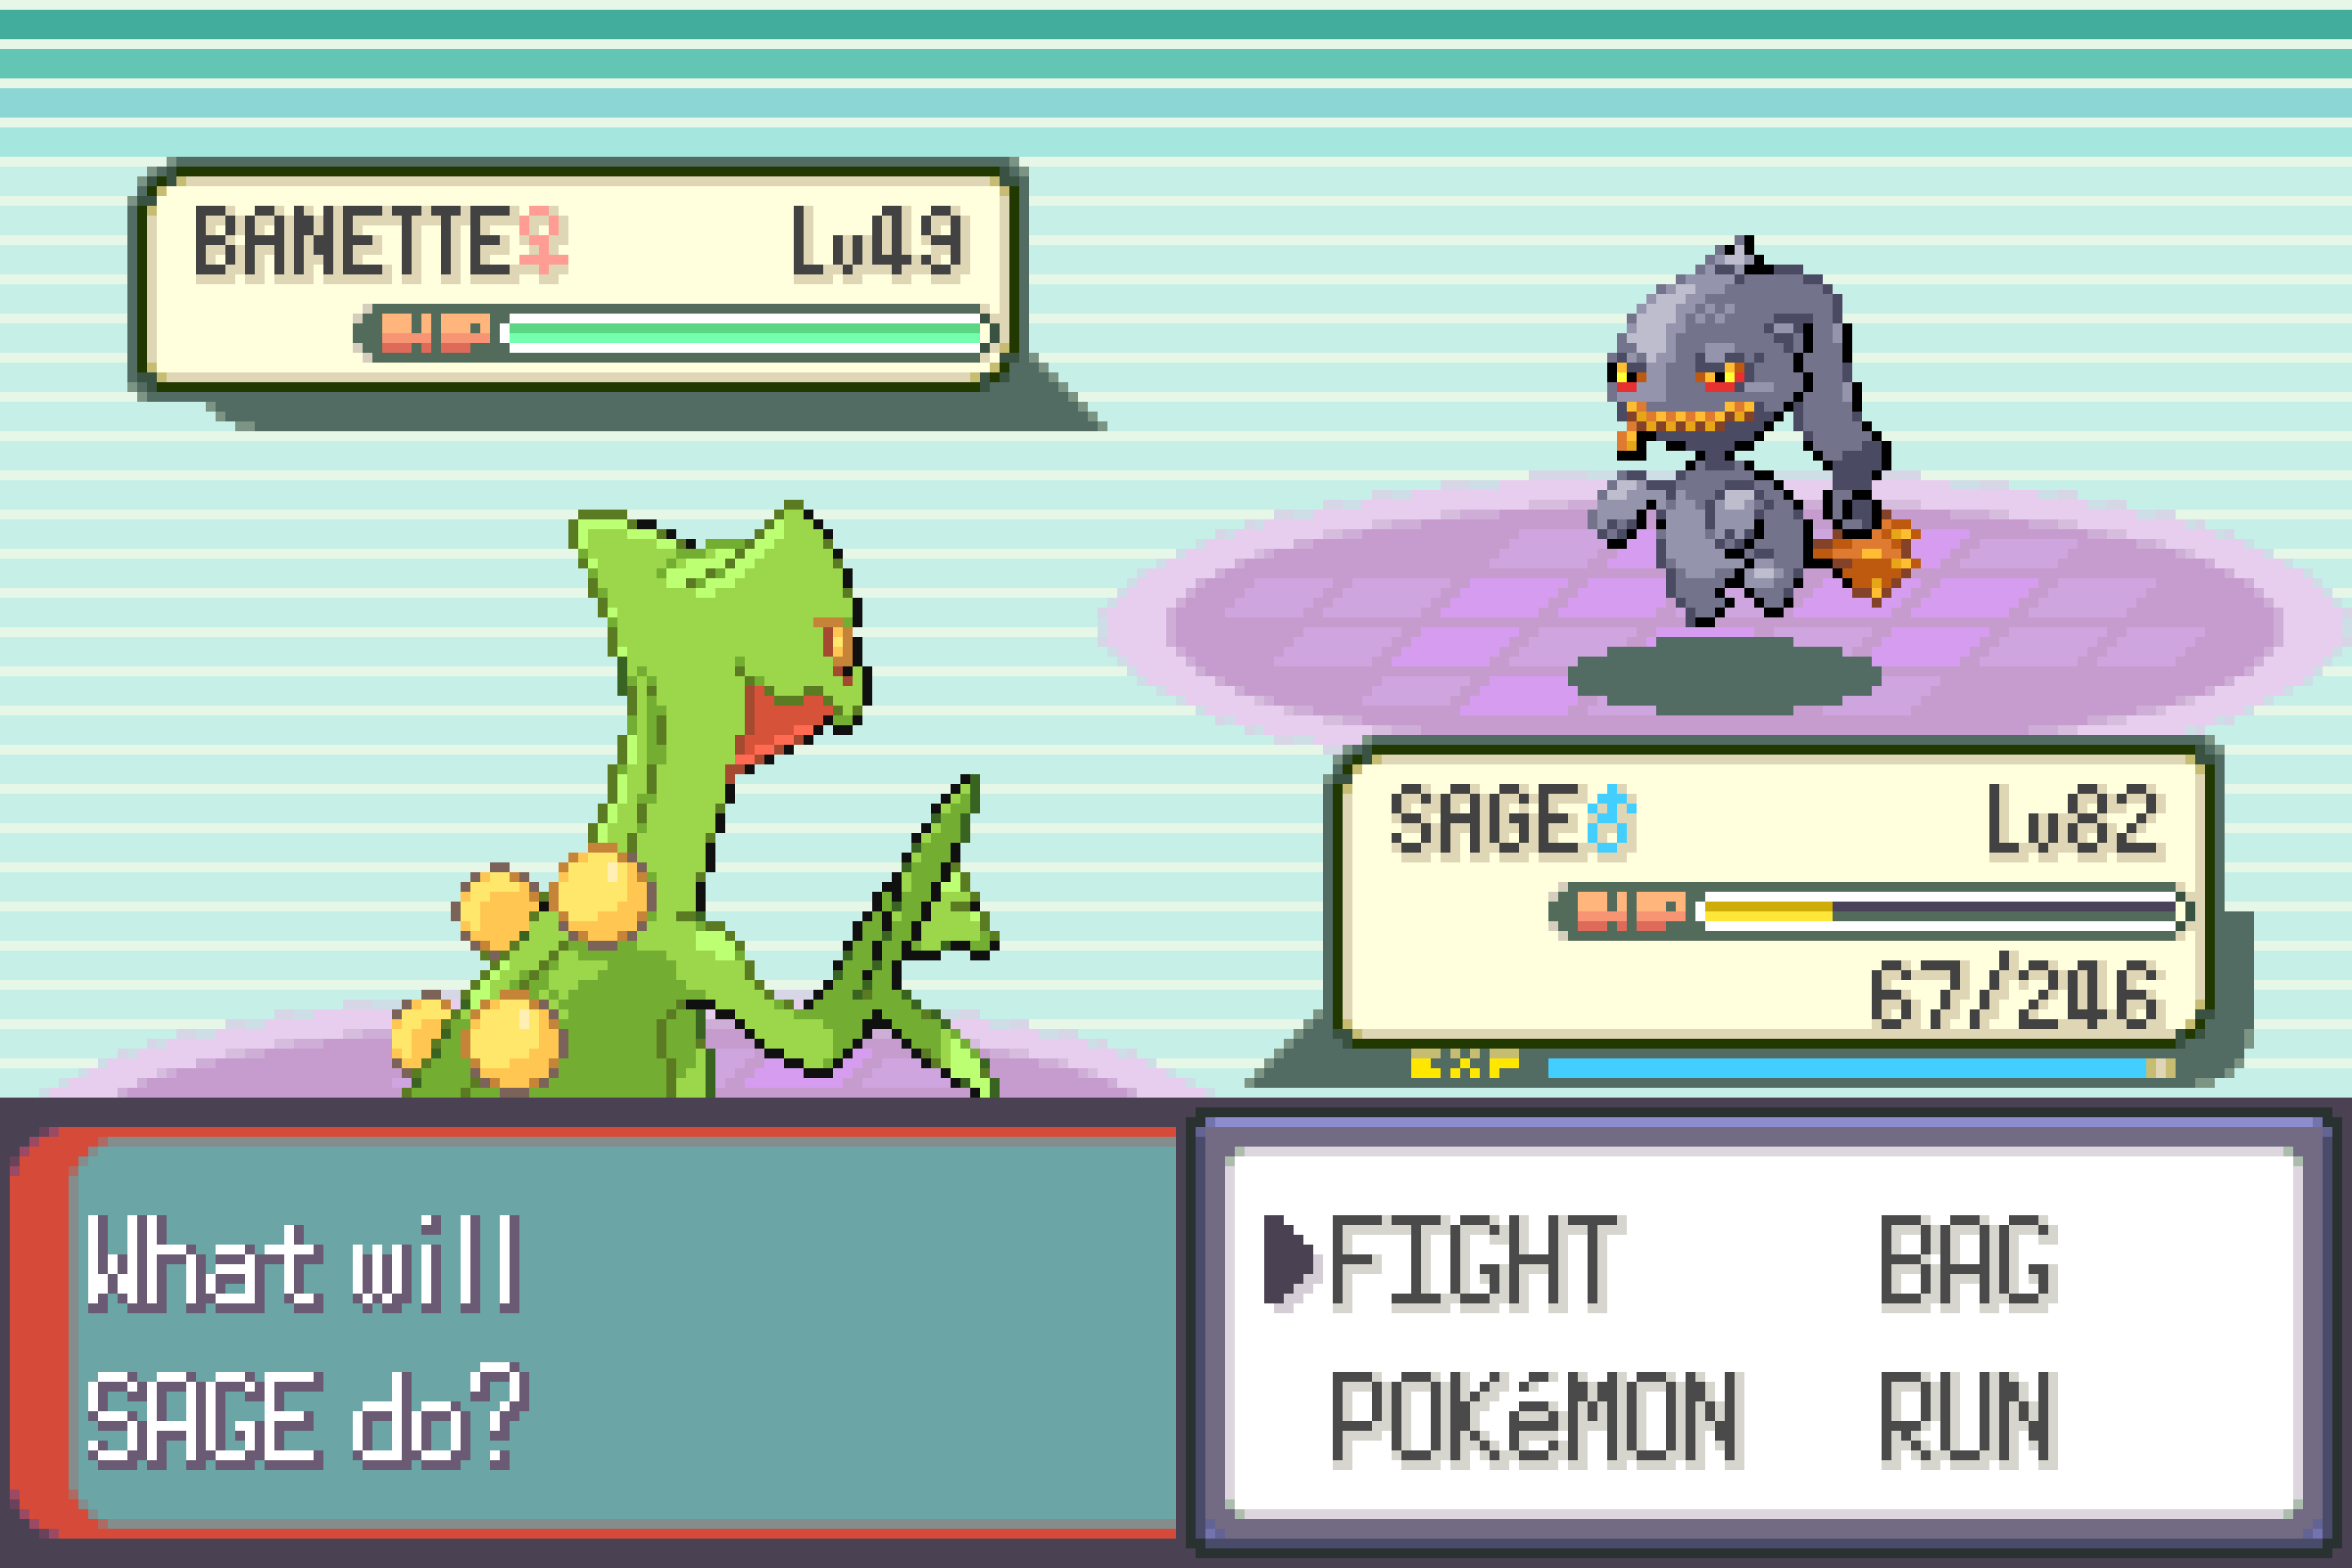 BANETTE♀ Lv49
HP
SAGE♂ Lv82
HP
67/246
EXP
What will
SAGE do?
FIGHT BAG
POKéMON RUN